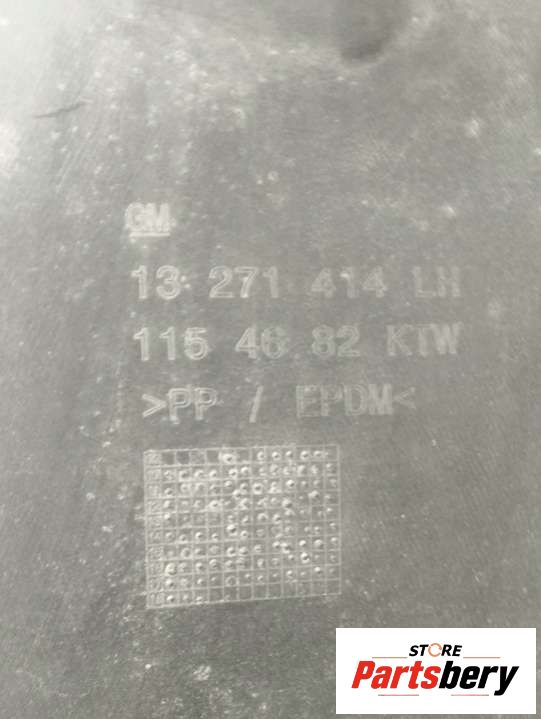 GM
13 271 414 LH
115 46 82 KTW
>PP / EPDM<
STORE
Partsbery